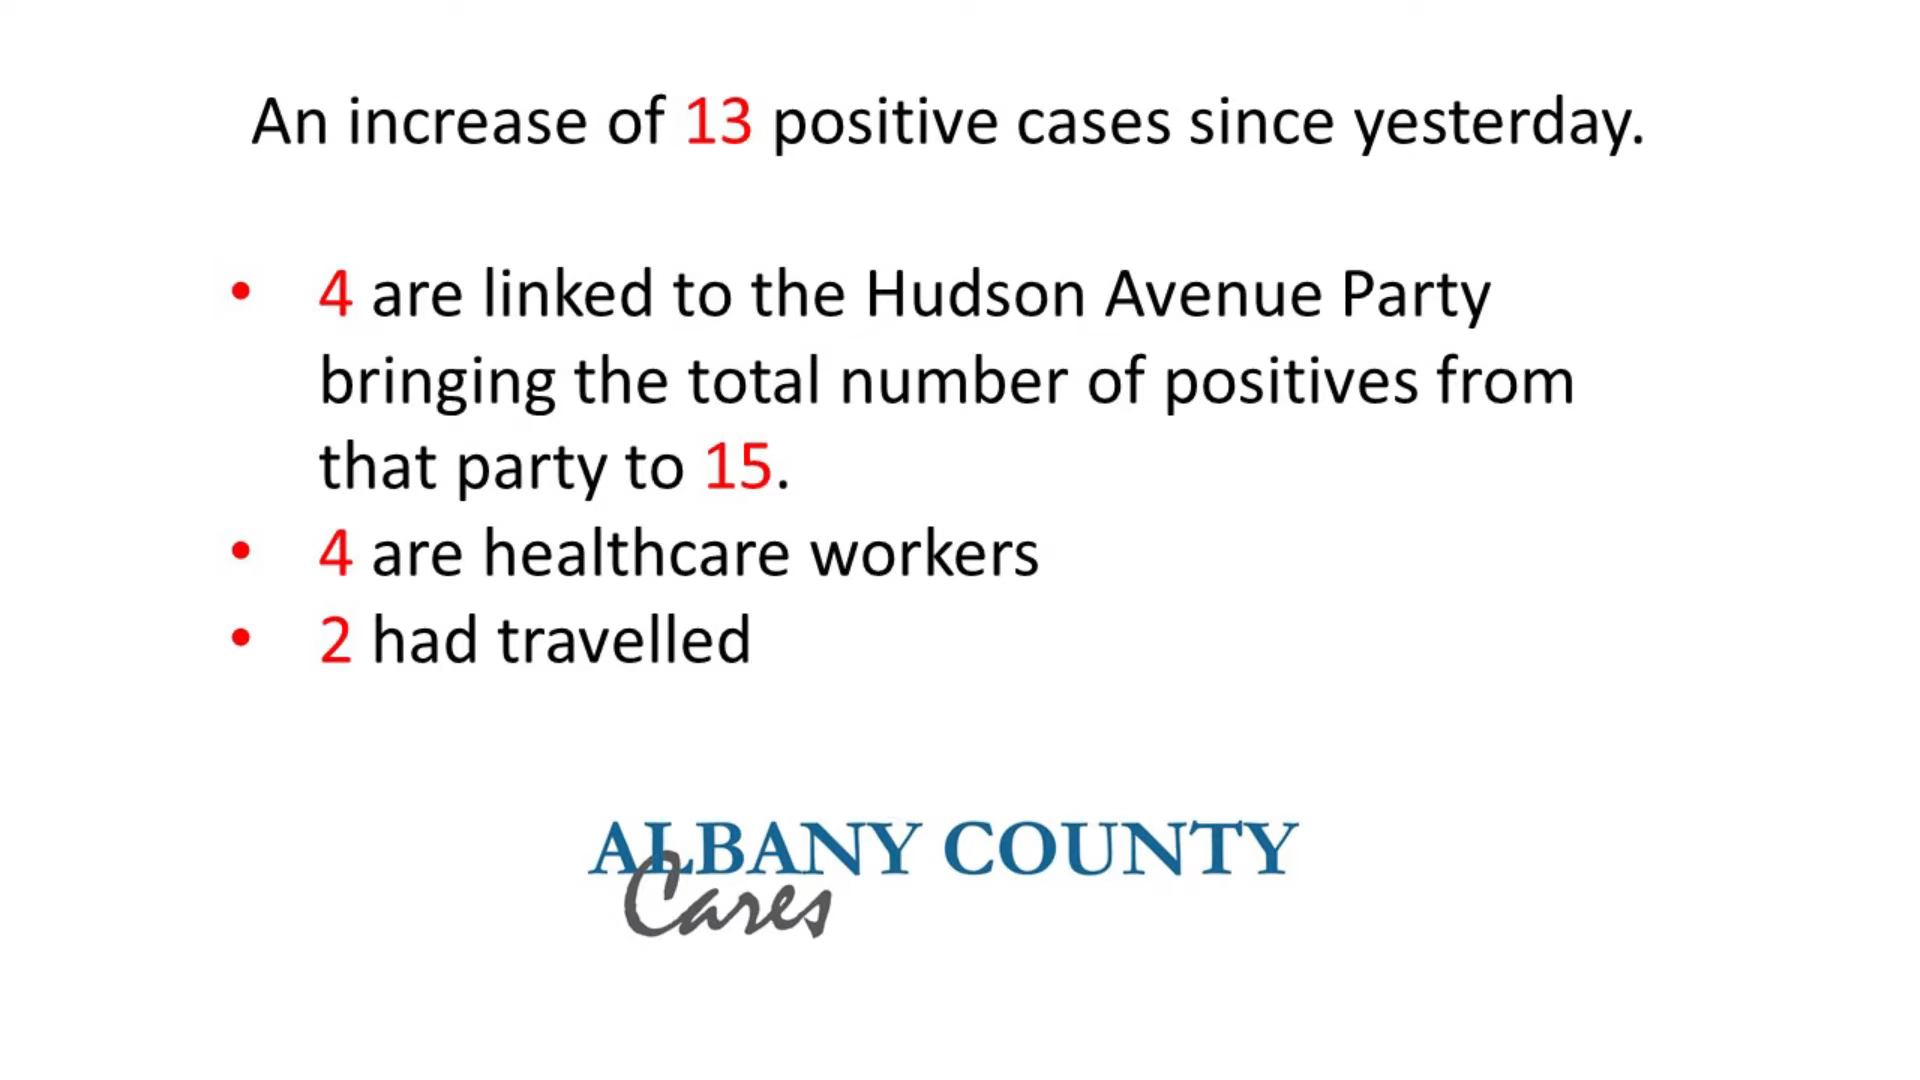 An increase of 13 positive cases since yesterday.
• 4 are linked to the Hudson Avenue Party
bringing the total number of positives from
that party to 15.
• 4 are healthcare workers
• 2 had travelled
ALBANY COUNTY
Cares